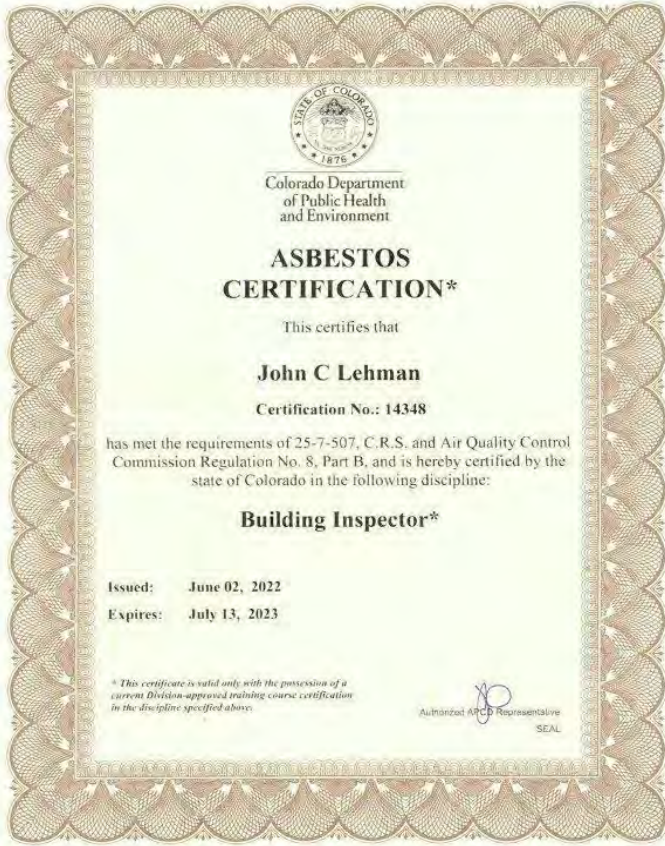 STATE OF COLORADO
1876
Colorado Department
of Public Health
and Environment
ASBESTOS
CERTIFICATION*
This certifies that
John C Lehman
Certification No.: 14348
has met the requirements of 25-7-507, C.R.S. and Air Quality Control
Commission Regulation No. 8, Part B, and is hereby certified by the
state of Colorado in the following discipline:
Building Inspector*
Issued: June 02, 2022
Expires: July 13, 2023
* This certificate is valid only with the possession of a
current Division-approved training course certification
in the discipline specified above.
Authorized APCD Representative
SEAL